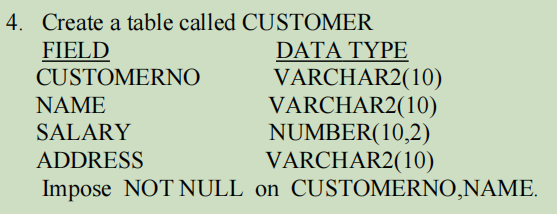 4. Create a table called CUSTOMER
FIELD DATA TYPE
CUSTOMERNO VARCHAR2(10)
NAME VARCHAR2(10)
SALARY NUMBER(10,2)
ADDRESS VARCHAR2(10)
Impose NOT NULL on CUSTOMERNO,NAME.